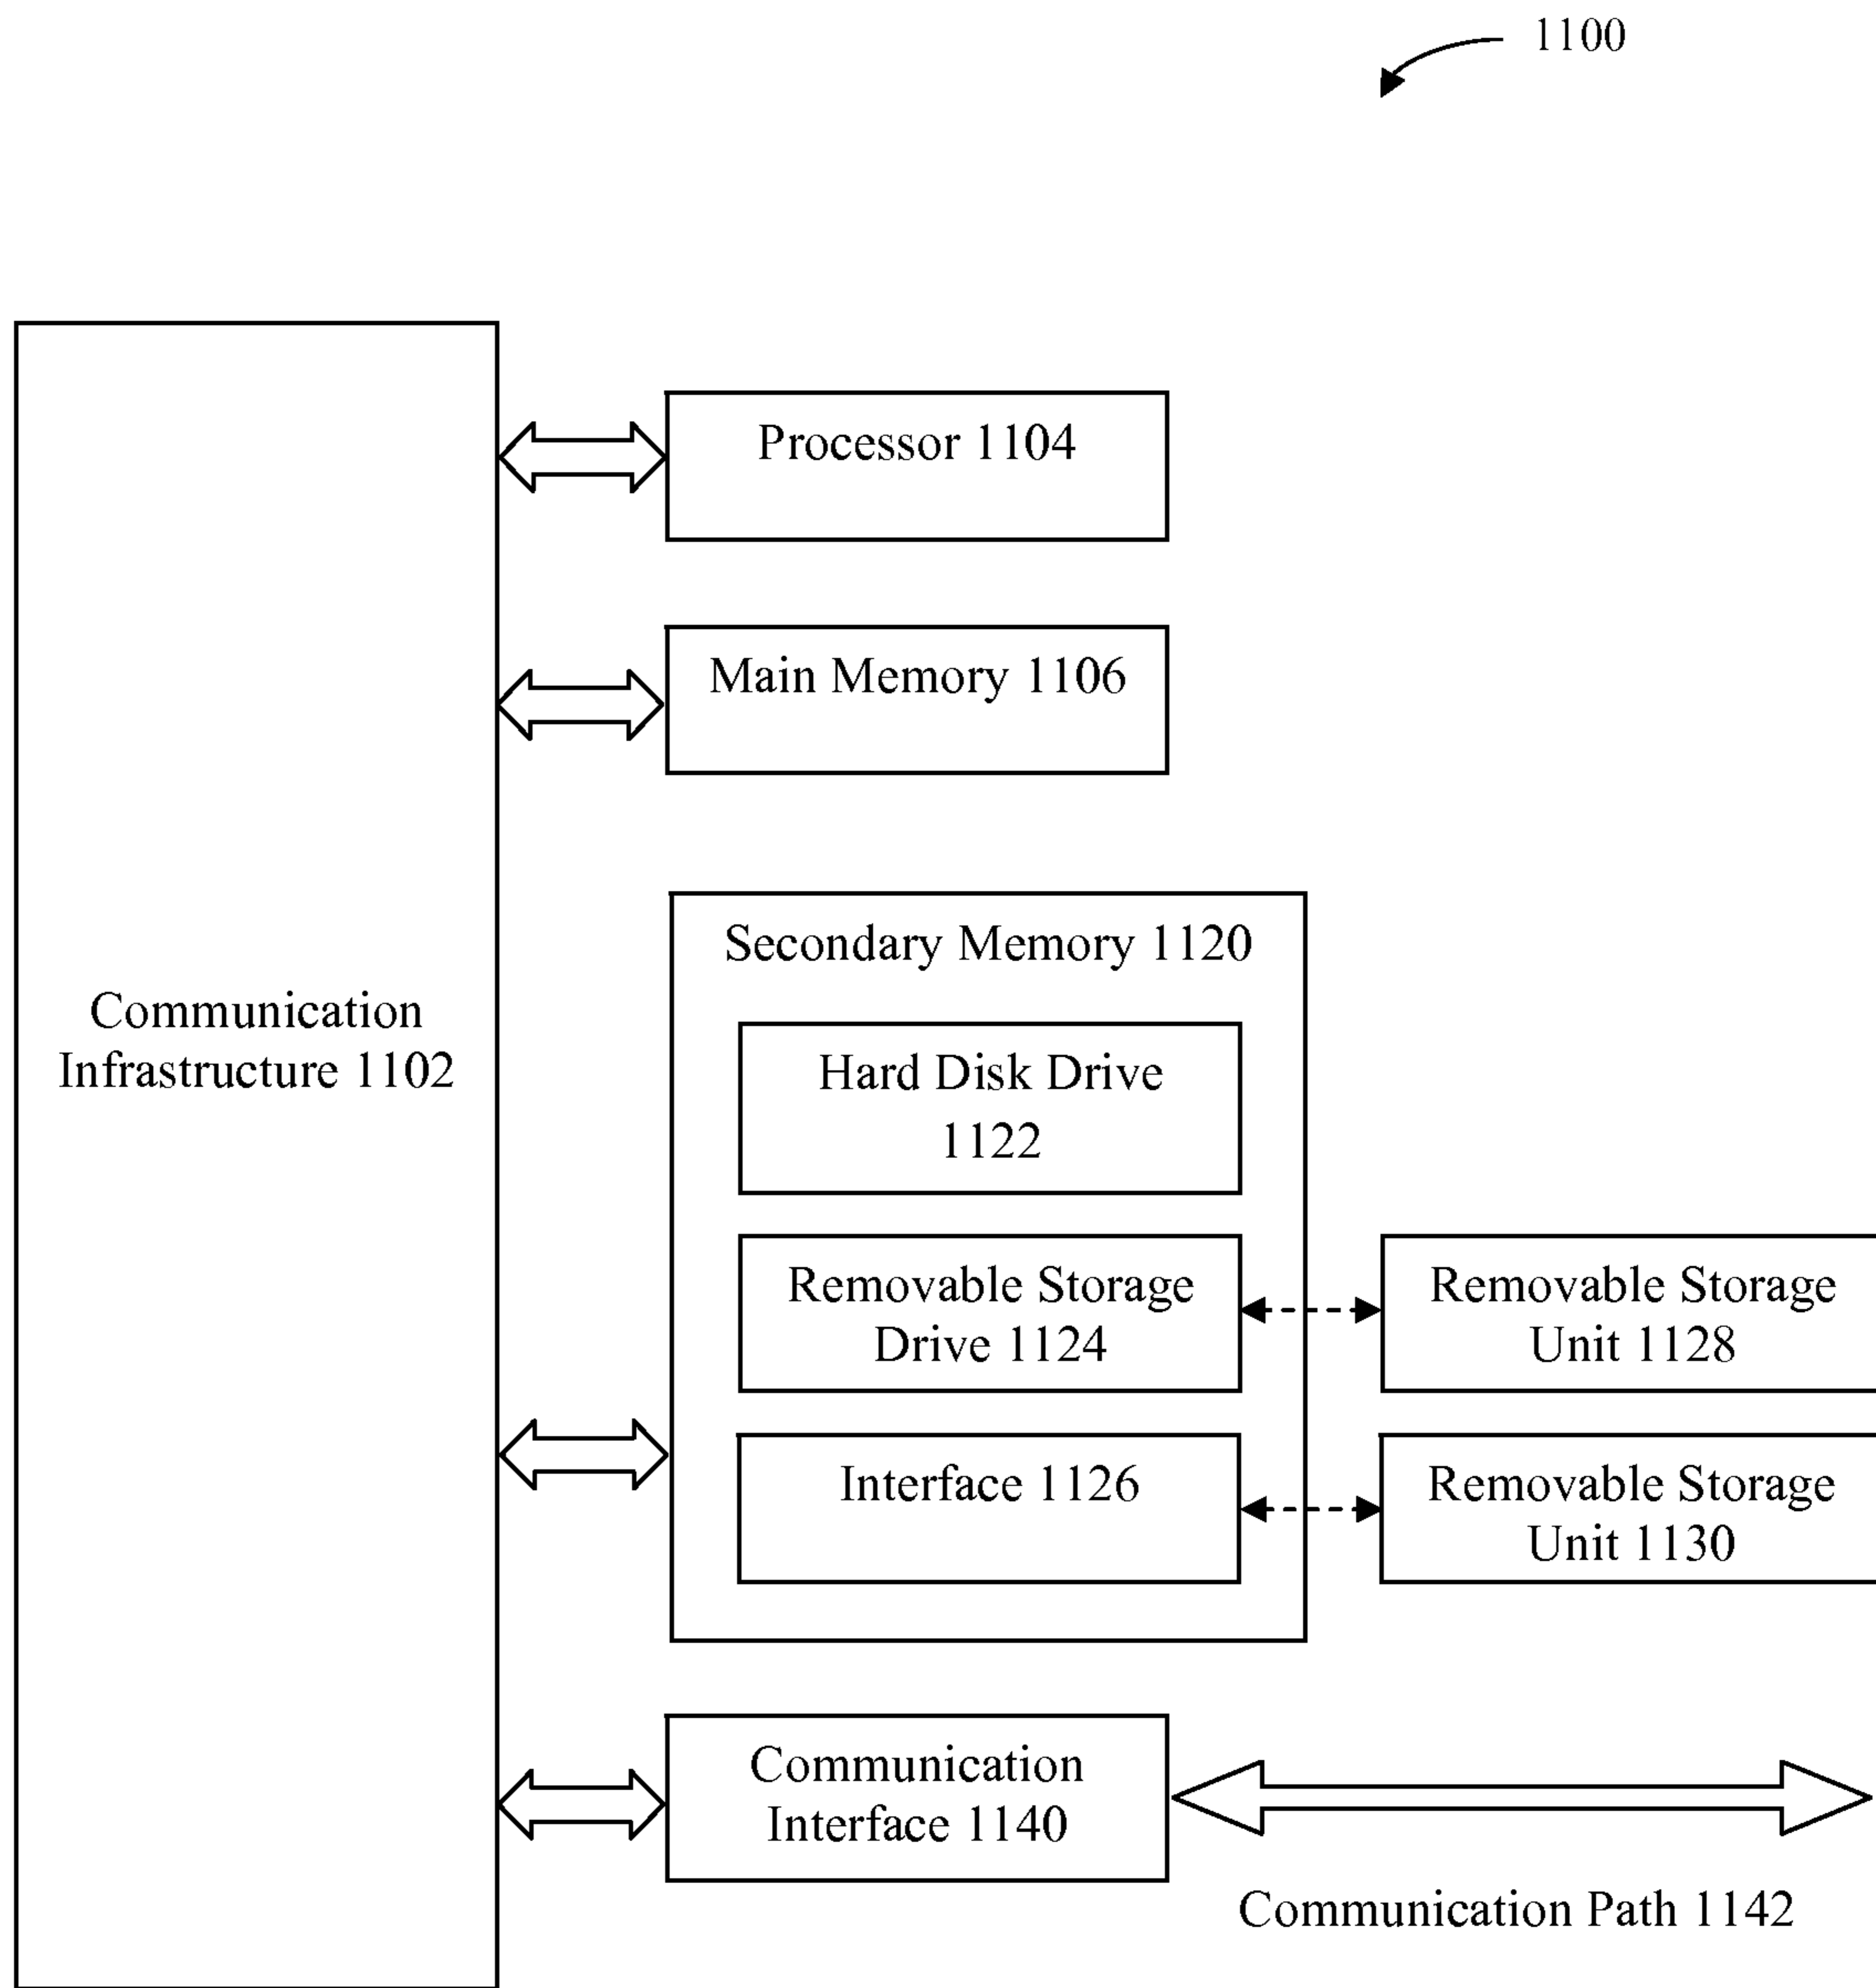 1100
Processor 1104
Main Memory 1106
Secondary Memory 1120
Communication
Infrastructure 1102
Hard Disk Drive
1122
Removable Storage
Drive 1124
Removable Storage
Unit 1128
Interface 1126
Removable Storage
Unit 1130
Communication
Interface 1140
Communication Path 1142